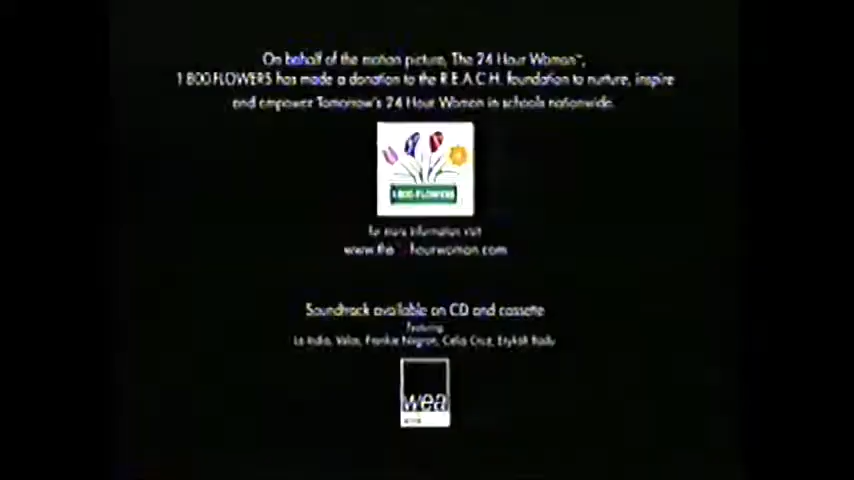 On behalf of the motion picture, The 24 Hour Woman™,
1 800 FLOWERS has made a donation to the R.E.A.C.H. foundation to nurture, inspire
and empower Tomorrow's 24 Hour Women in schools nationwide.
1 800 FLOWERS
For more information visit
www.the hourwoman.com
Soundtrack available on CD and cassette
Featuring
La India, Frankie Negron, Celia Cruz, Erykah Badu
wea